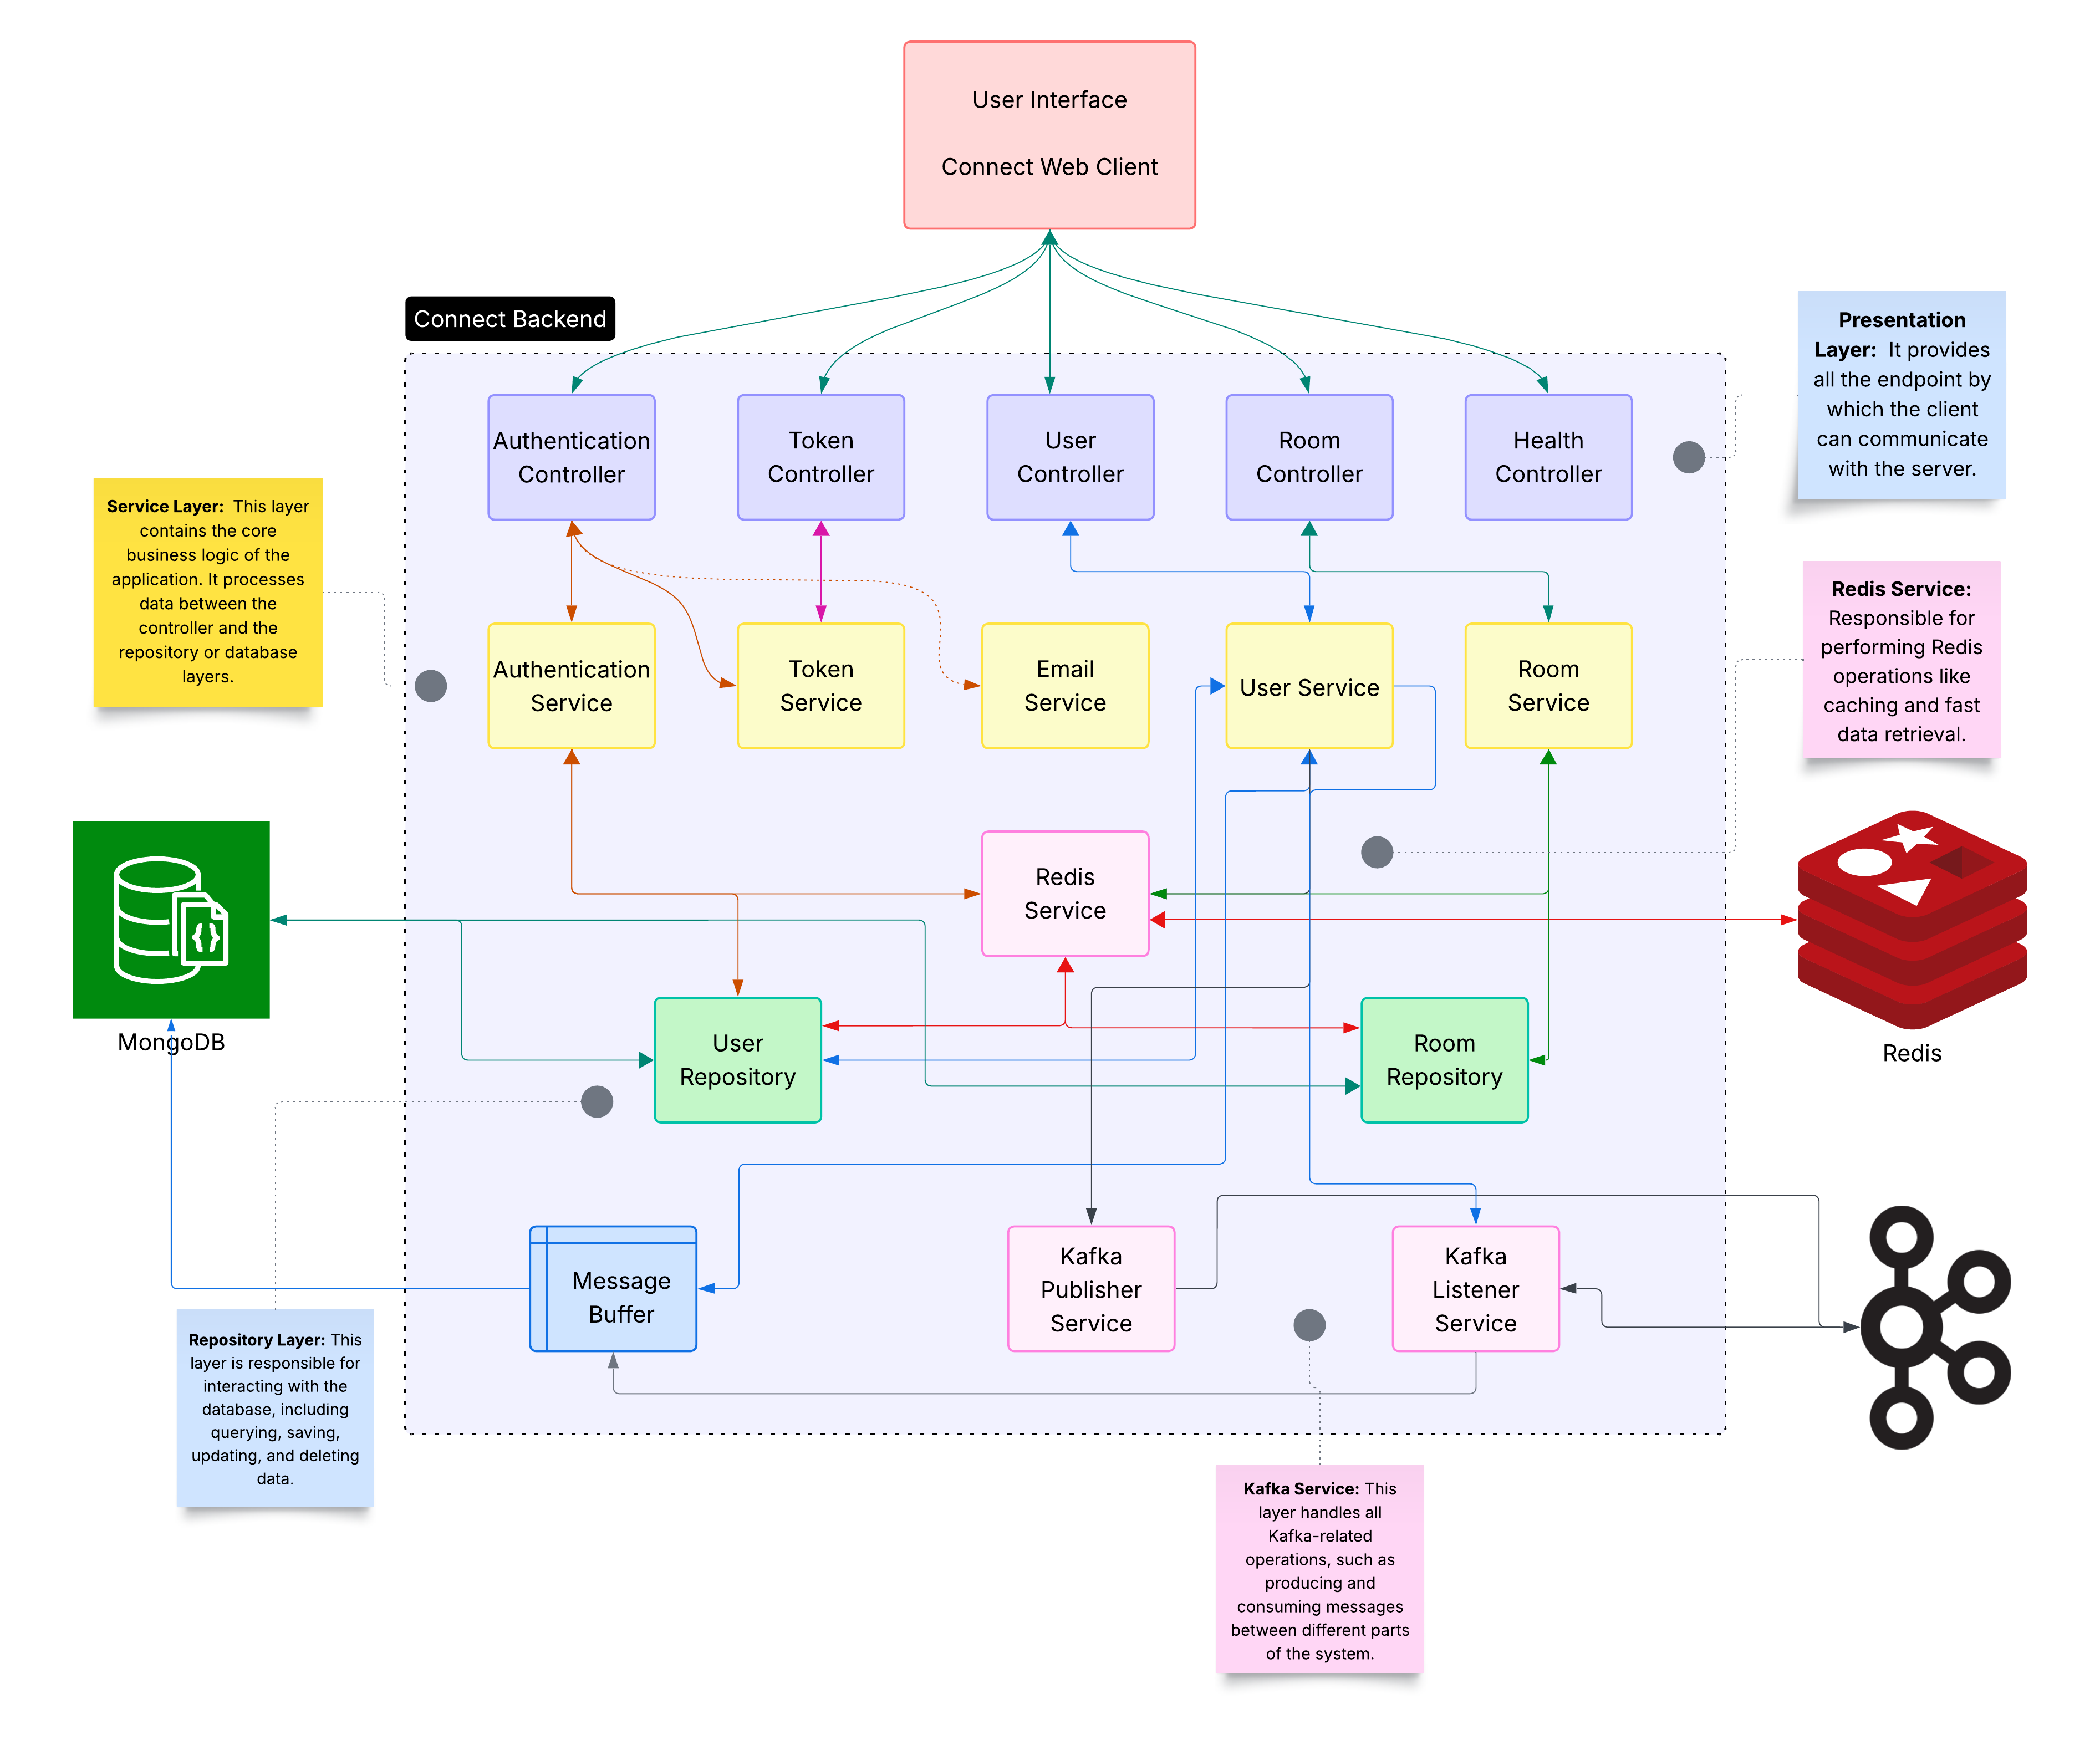 User Interface
Connect Web Client
Connect Backend
Presentation
Layer:  It provides
all the endpoint by
which the client
can communicate
with the server.
Authentication
Controller
Token
Controller
User
Controller
Room
Controller
Health
Controller
Service Layer:  This layer
contains the core
business logic of the
application. It processes
data between the
controller and the
repository or database
layers.
Redis Service:
Responsible for
performing Redis
operations like
caching and fast
data retrieval.
Authentication
Service
Token
Service
Email
Service
User Service
Room
Service
Redis
Service
MongoDB
User
Repository
Room
Repository
Redis
Message
Buffer
Kafka
Publisher
Service
Kafka
Listener
Service
Repository Layer: This
layer is responsible for
interacting with the
database, including
querying, saving,
updating, and deleting
data.
Kafka Service: This
layer handles all
Kafka-related
operations, such as
producing and
consuming messages
between different parts
of the system.